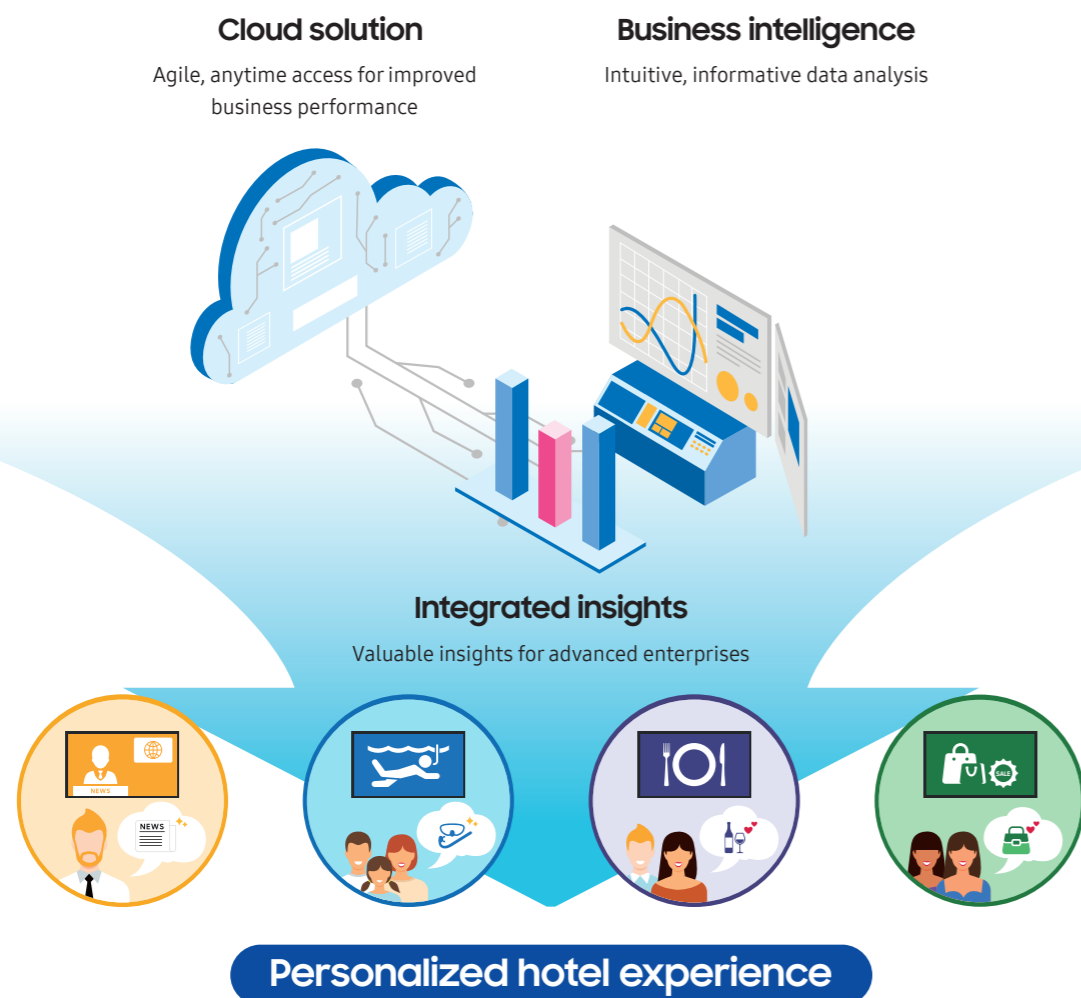 Cloud solution
Agile, anytime access for improved
business performance
Business intelligence
Intuitive, informative data analysis
Integrated insights
Valuable insights for advanced enterprises
NEWS
NEWS
SALE
Personalized hotel experience